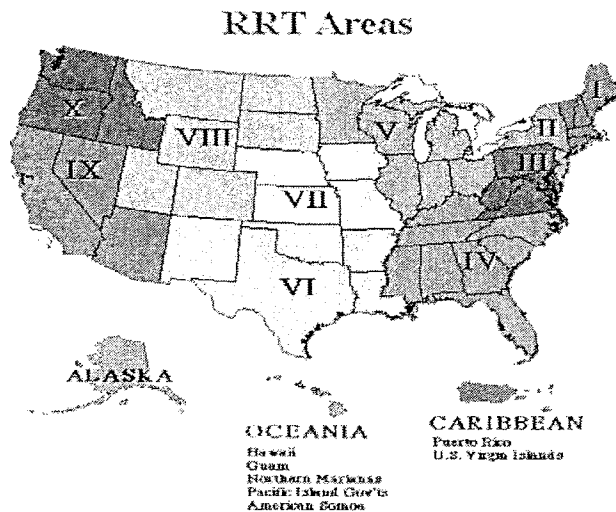 RRT Areas
X
VIII
V
I
II
IX
III
VII
IV
VI
ALASKA
OCEANIA
Hawaii
Guam
Northern Marianas
Pacific Island Gov'ts
American Somoa
CARIBBEAN
Puerto Rico
U.S. Virgin Islands